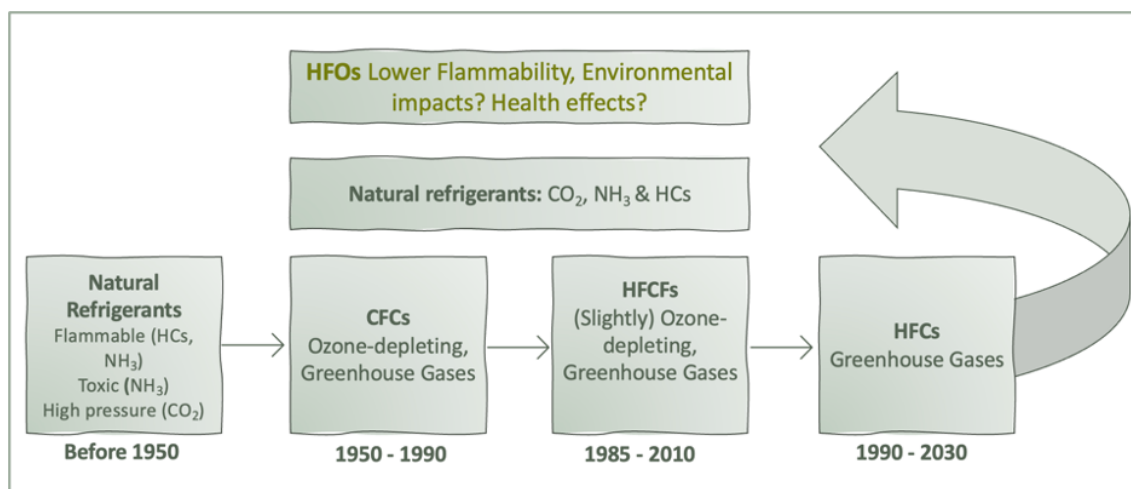 HFOs Lower Flammability, Environmental
impacts? Health effects?
Natural refrigerants: CO₂, NH₃ & HCs
Natural
Refrigerants
Flammable (HCs,
NH₃)
Toxic (NH₃)
High pressure (CO₂)
Before 1950
CFCs
Ozone-depleting,
Greenhouse Gases
1950 - 1990
HFCFs
(Slightly) Ozone-
depleting,
Greenhouse Gases
1985 - 2010
HFCs
Greenhouse Gases
1990 - 2030